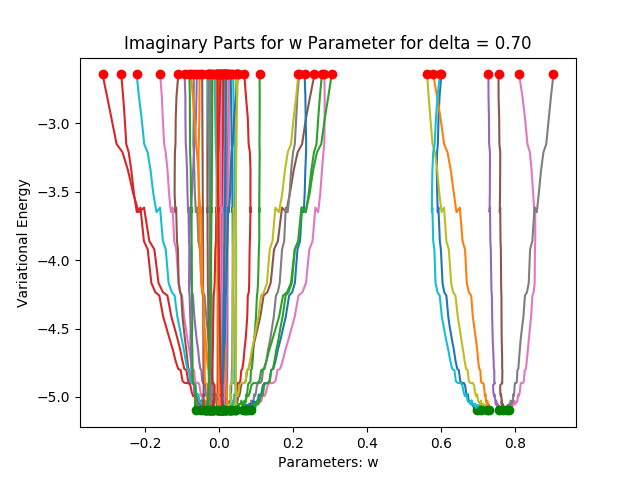 Imaginary Parts for w Parameter for delta = 0.70
Variational Energy
−3.0
−3.5
−4.0
−4.5
−5.0
−0.2 0.0 0.2 0.4 0.6 0.8
Parameters: w